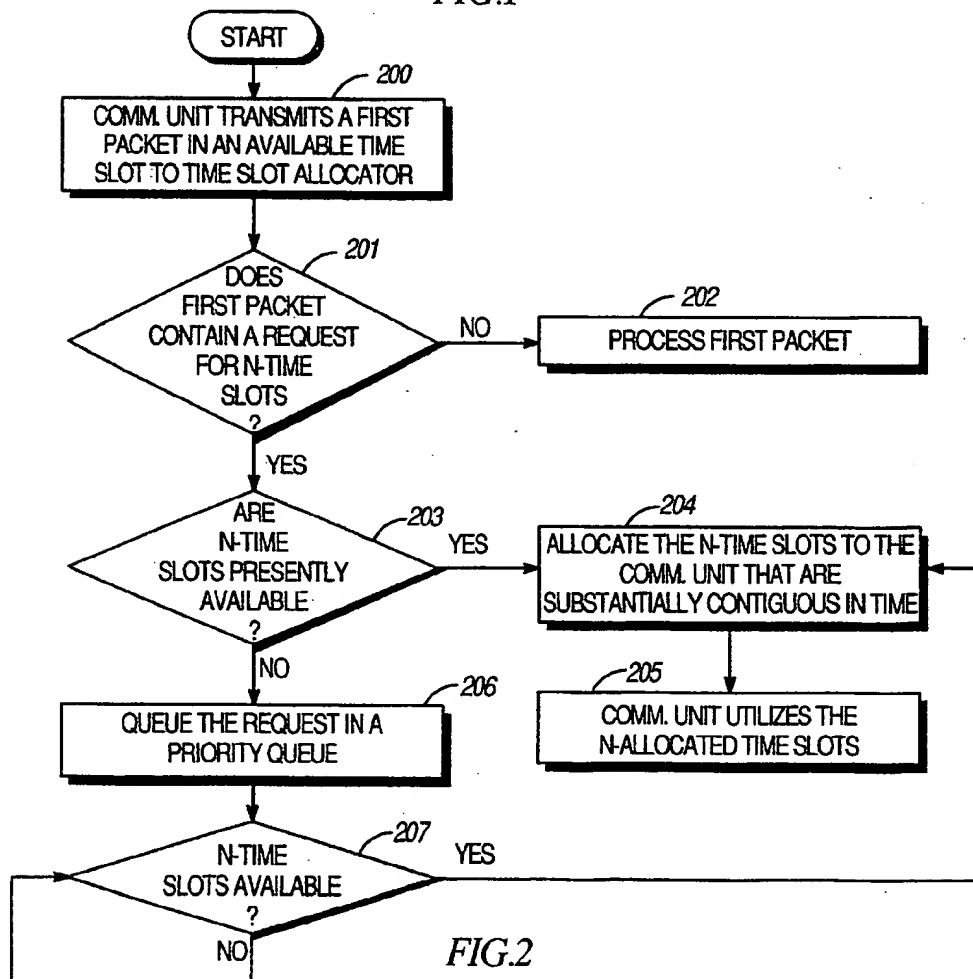 FIG.1
START
200
COMM. UNIT TRANSMITS A FIRST
PACKET IN AN AVAILABLE TIME
SLOT TO TIME SLOT ALLOCATOR
201
DOES
FIRST PACKET
CONTAIN A REQUEST
FOR N-TIME
SLOTS
?
NO
202
PROCESS FIRST PACKET
YES
203
ARE
N-TIME
SLOTS PRESENTLY
AVAILABLE
?
YES
204
ALLOCATE THE N-TIME SLOTS TO THE
COMM. UNIT THAT ARE
SUBSTANTIALLY CONTIGUOUS IN TIME
NO
205
COMM. UNIT UTILIZES THE
N-ALLOCATED TIME SLOTS
206
QUEUE THE REQUEST IN A
PRIORITY QUEUE
207
N-TIME
SLOTS AVAILABLE
?
YES
NO
FIG.2